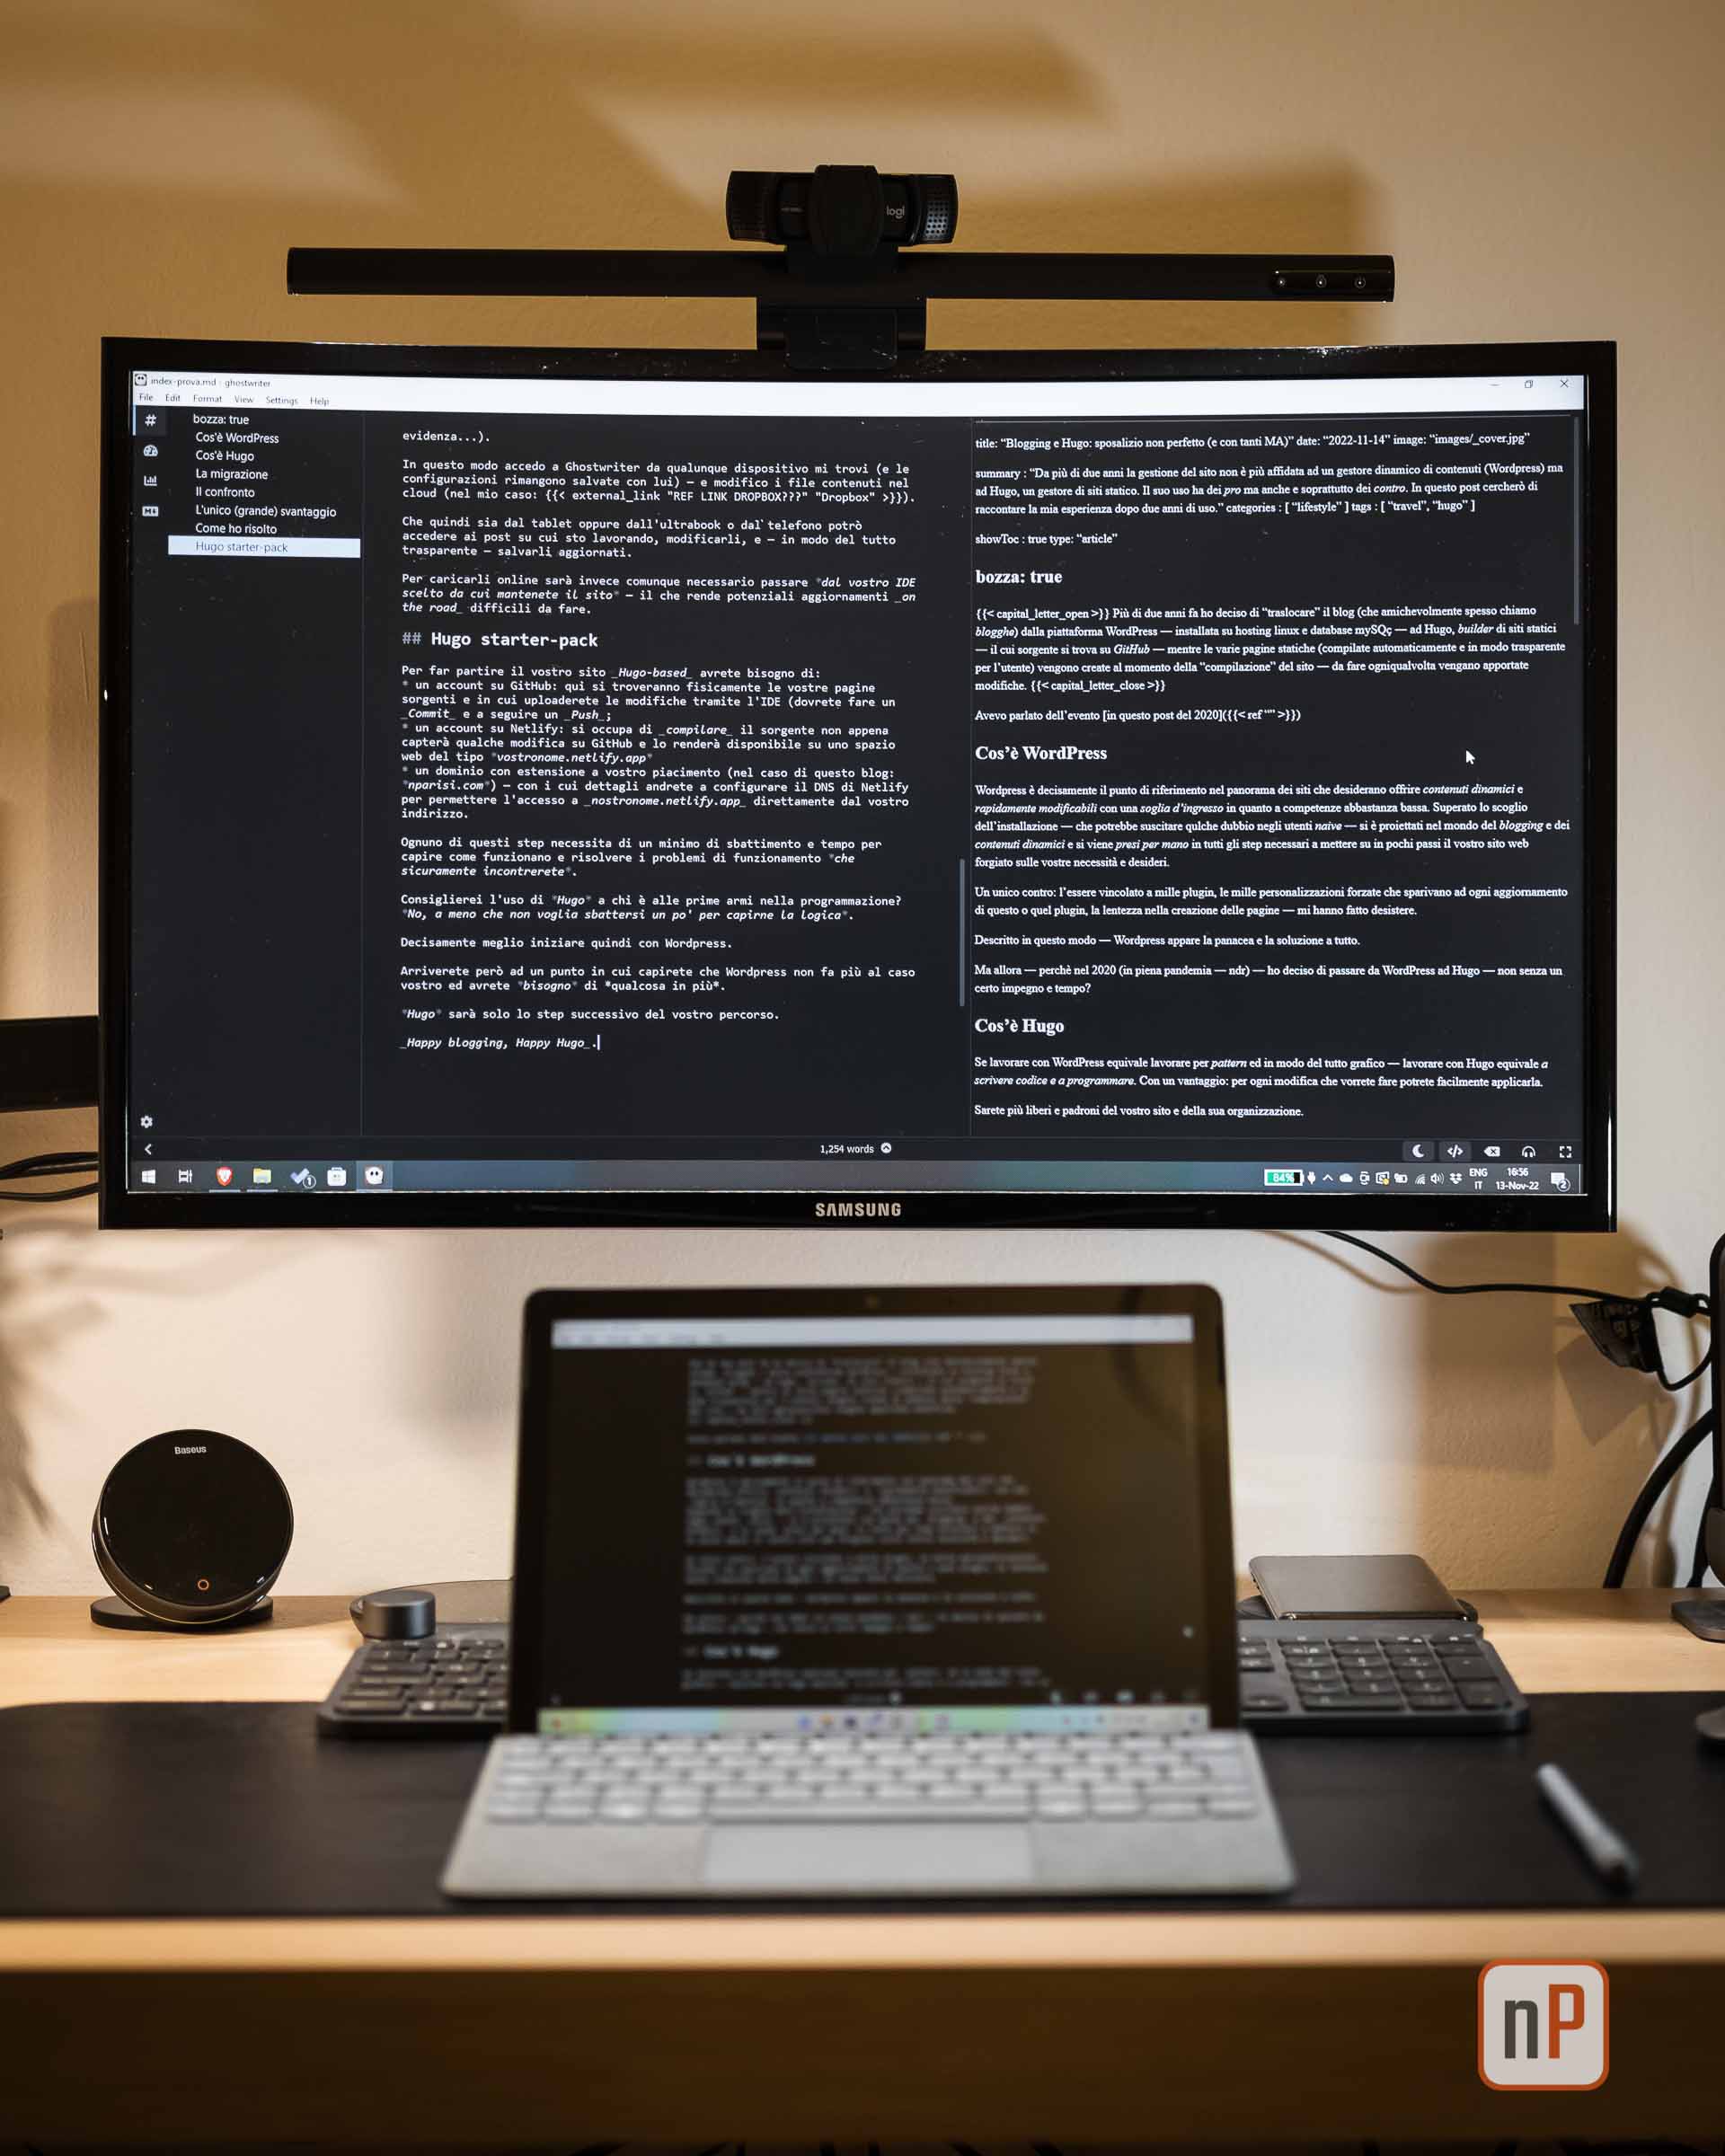 logi
index-prova.md - ghostwriter
File Edit Format View Settings Help
bozza: true
Cos'è WordPress
Cos'è Hugo
La migrazione
Il confronto
L'unico (grande) svantaggio
Come ho risolto
Hugo starter-pack
evidenza...).
In questo modo accedo a Ghostwriter da qualunque dispositivo mi trovi (e le
configurazioni rimangono salvate con lui) – e modifico i file contenuti nel
cloud (nel mio caso: {{< external_link "REF LINK DROPBOX???" "Dropbox" >}}).
Che quindi sia dal tablet oppure dall'ultrabook o dal telefono potrò
accedere ai post su cui sto lavorando, modificarli, e – in modo del tutto
trasparente – salvarli aggiornati.
Per caricarli online sarà invece comunque necessario passare *dal vostro IDE
scelto da cui mantenete il sito* – il che rende potenziali aggiornamenti _on
the road_ difficili da fare.
## Hugo starter-pack
Per far partire il vostro sito _Hugo-based_ avrete bisogno di:
* un account su GitHub: qui si troveranno fisicamente le vostre pagine
sorgenti e in cui uploaderete le modifiche tramite l'IDE (dovrete fare un
_Commit_ e a seguire un _Push_;
* un account su Netlify: si occupa di _compilare_ il sorgente non appena
capterà qualche modifica su GitHub e lo renderà disponibile su uno spazio
web del tipo *vostronome.netlify.app*
* un dominio con estensione a vostro piacimento (nel caso di questo blog:
*nparisi.com*) – con i cui dettagli andrete a configurare il DNS di Netlify
per permettere l'accesso a _nostronome.netlify.app_ direttamente dal vostro
indirizzo.
Ognuno di questi step necessita di un minimo di sbattimento e tempo per
capire come funzionano e risolvere i problemi di funzionamento *che
sicuramente incontrerete*.
Consiglierei l'uso di *Hugo* a chi è alle prime armi nella programmazione?
*No, a meno che non voglia sbattersi un po' per capirne la logica*.
Decisamente meglio iniziare quindi con Wordpress.
Arriverete però ad un punto in cui capirete che Wordpress non fa più al caso
vostro ed avrete *bisogno* di *qualcosa in più*.
*Hugo* sarà solo lo step successivo del vostro percorso.
_Happy blogging, Happy Hugo_.
title: “Blogging e Hugo: sposalizio non perfetto (e con tanti MA)” date: “2022-11-14” image: “images/_cover.jpg”
summary : “Da più di due anni la gestione del sito non è più affidata ad un gestore dinamico di contenuti (Wordpress) ma
ad Hugo, un gestore di siti statico. Il suo uso ha dei pro ma anche e soprattutto dei contro. In questo post cercherò di
raccontare la mia esperienza dopo due anni di uso.” categories : [ “lifestyle” ] tags : [ “travel”, “hugo” ]
showToc : true type: “article”
bozza: true
{{< capital_letter_open >}} Più di due anni fa ho deciso di “traslocare” il blog (che amichevolmente spesso chiamo
blogghe) dalla piattaforma WordPress — installata su hosting linux e database mySQç — ad Hugo, builder di siti statici
— il cui sorgente si trova su GitHub — mentre le varie pagine statiche (compilate automaticamente e in modo trasparente
per l’utente) vengono create al momento della “compilazione” del sito — da fare ogniqualvolta vengano apportate
modifiche. {{< capital_letter_close >}}
Avevo parlato dell’evento [in questo post del 2020]({{< ref “” >}})
Cos’è WordPress
Wordpress è decisamente il punto di riferimento nel panorama dei siti che desiderano offrire contenuti dinamici e
rapidamente modificabili con una soglia d’ingresso in quanto a competenze abbastanza bassa. Superato lo scoglio
dell’installazione — che potrebbe suscitare qulche dubbio negli utenti naive — si è proiettati nel mondo del blogging e dei
contenuti dinamici e si viene presi per mano in tutti gli step necessari a mettere su in pochi passi il vostro sito web
forgiato sulle vostre necessità e desideri.
Un unico contro: l’essere vincolato a mille plugin, le mille personalizzazioni forzate che sparivano ad ogni aggiornamento
di questo o quel plugin, la lentezza nella creazione delle pagine — mi hanno fatto desistere.
Descritto in questo modo — Wordpress appare la panacea e la soluzione a tutto.
Ma allora — perchè nel 2020 (in piena pandemia — ndr) — ho deciso di passare da WordPress ad Hugo — non senza un
certo impegno e tempo?
Cos’è Hugo
Se lavorare con WordPress equivale lavorare per pattern ed in modo del tutto grafico — lavorare con Hugo equivale a
scrivere codice e a programmare. Con un vantaggio: per ogni modifica che vorrete fare potrete facilmente applicarla.
Sarete più liberi e padroni del vostro sito e della sua organizzazione.
1,254 words
84%
ENG
IT
16:56
13-Nov-22
SAMSUNG
Baseus
nP